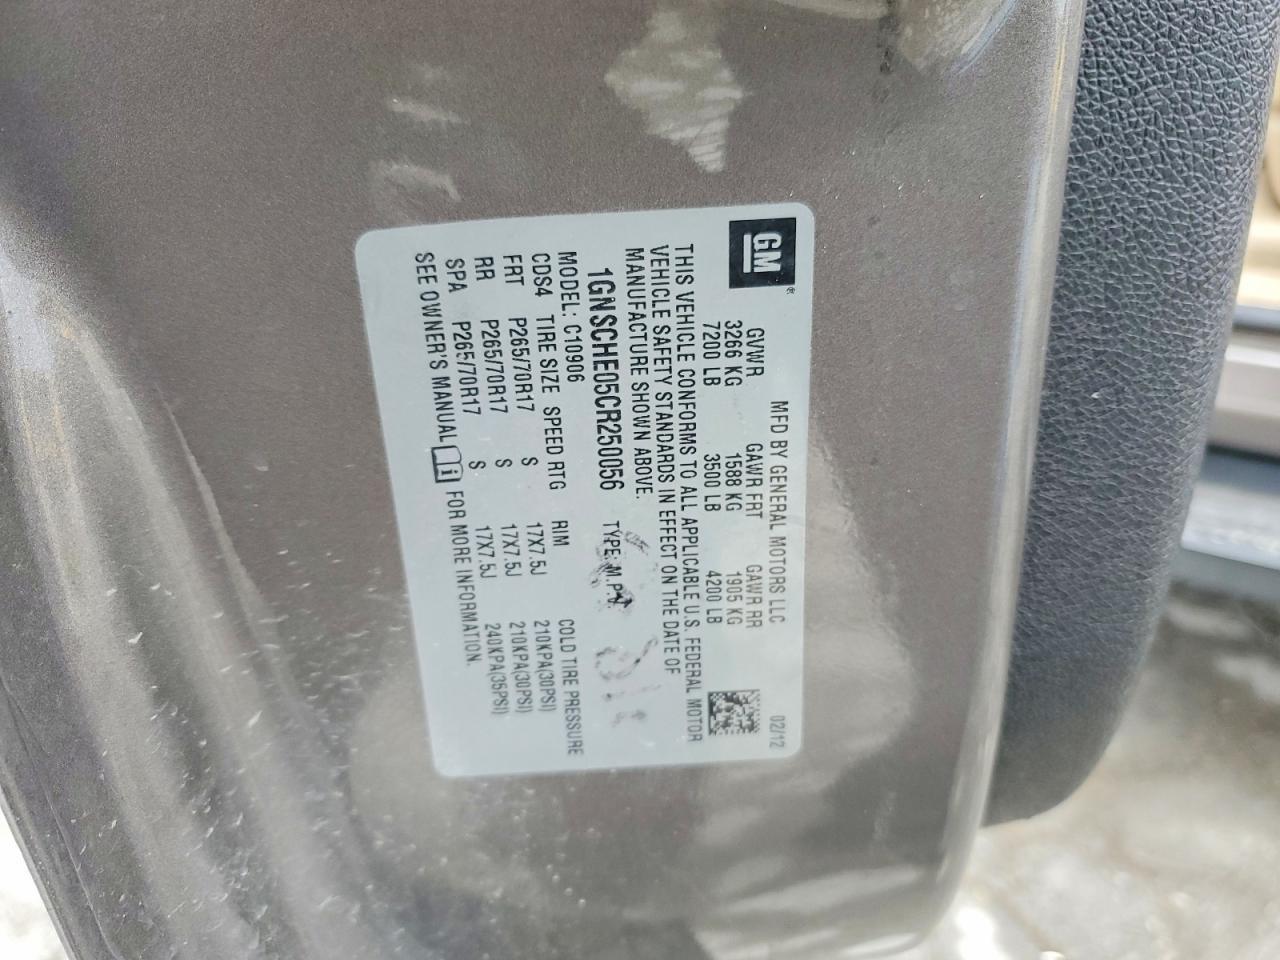 GM®
MFD BY GENERAL MOTORS LLC 02/12
GVWR GAWR FRT GAWR RR
3266 KG 1588 KG 1905 KG
7200 LB 3500 LB 4200 LB
THIS VEHICLE CONFORMS TO ALL APPLICABLE U.S. FEDERAL MOTOR
VEHICLE SAFETY STANDARDS IN EFFECT ON THE DATE OF
MANUFACTURE SHOWN ABOVE.
1GNSCHE05CR250056 TYPE: M.P.V.
MODEL: C10906
CDS4 TIRE SIZE SPEED RTG RIM COLD TIRE PRESSURE
FRT P265/70R17 S 17X7.5J 210KPA(30PSI)
RR P265/70R17 S 17X7.5J 210KPA(30PSI)
SPA P265/70R17 S 17X7.5J 240KPA(35PSI)
SEE OWNER'S MANUAL i FOR MORE INFORMATION.